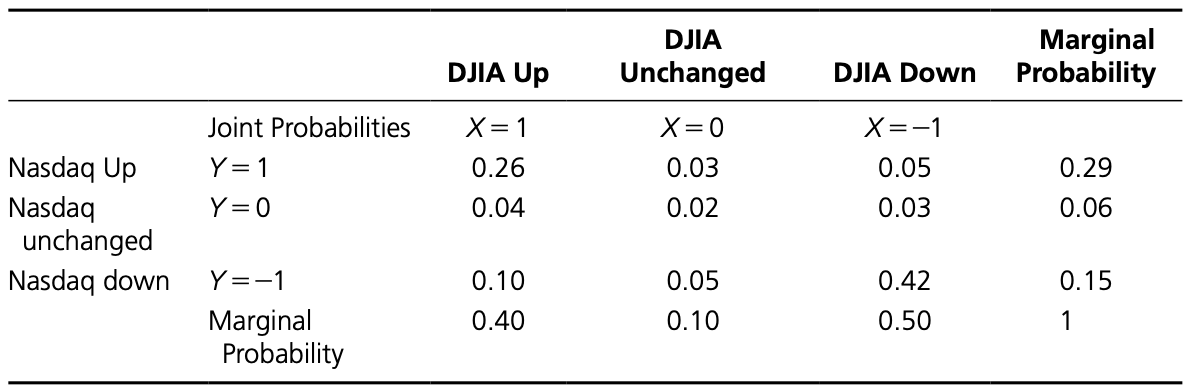 DJIA Up DJIA Unchanged DJIA Down Marginal Probability
Joint Probabilities X = 1 X = 0 X = –1
Nasdaq Up Y = 1 0.26 0.03 0.05 0.29
Nasdaq unchanged Y = 0 0.04 0.02 0.03 0.06
Nasdaq down Y = –1 0.10 0.05 0.42 0.15
Marginal Probability 0.40 0.10 0.50 1